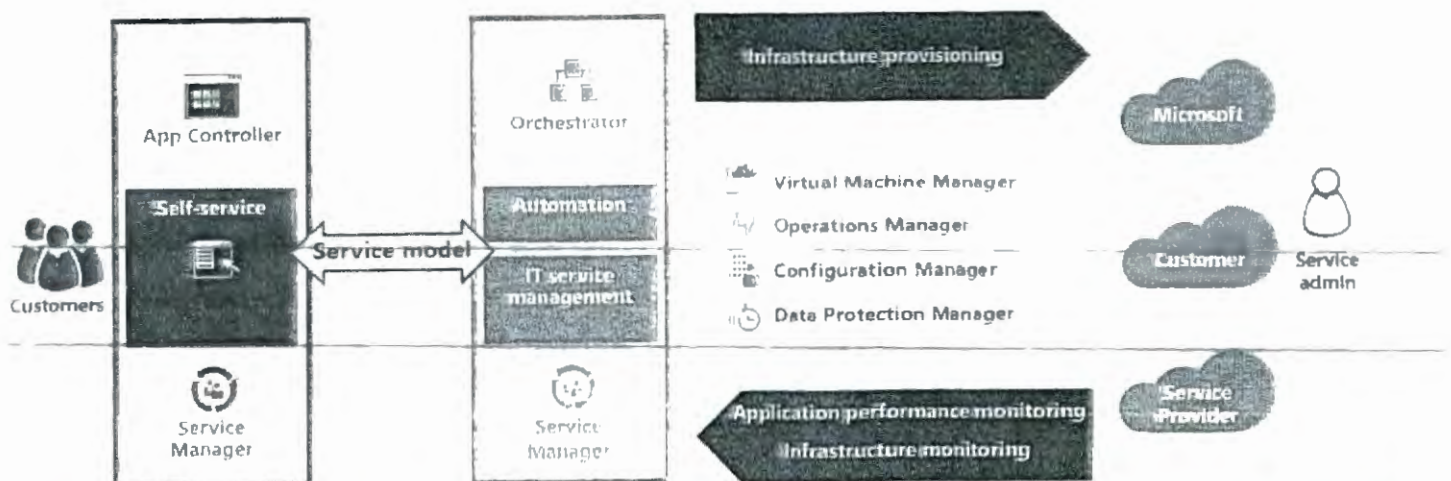 App Controller
Self-service
Customers
Service
Manager
Service model
Orchestrator
Automation
IT service
management
Service
Manager
Infrastructure provisioning
Virtual Machine Manager
Operations Manager
Configuration Manager
Data Protection Manager
Application performance monitoring
Infrastructure monitoring
Microsoft
Customer
Service
Provider
Service
admin